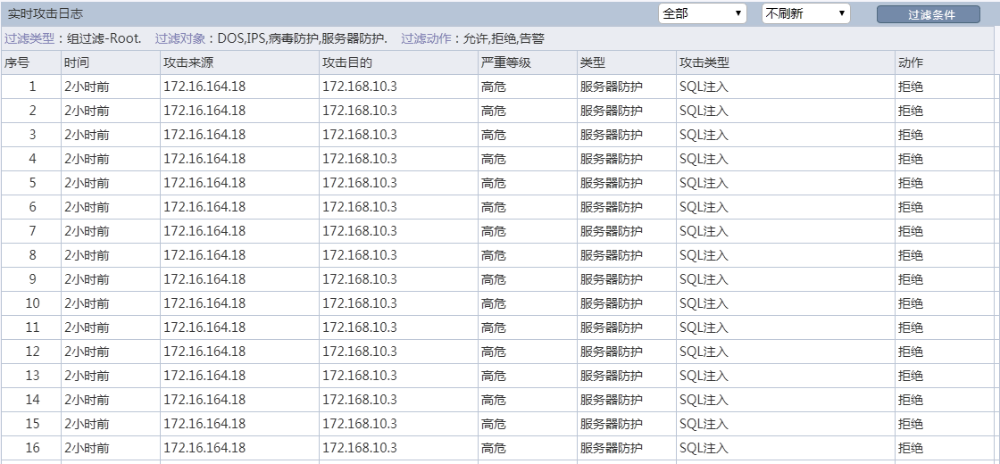 实时攻击日志 全部 不刷新 过滤条件
过滤类型：组过滤-Root. 过滤对象：DOS,IPS,病毒防护,服务器防护. 过滤动作：允许,拒绝,告警
序号 时间 攻击来源 攻击目的 严重等级 类型 攻击类型 动作
1 2小时前 172.16.164.18 172.168.10.3 高危 服务器防护 SQL注入 拒绝
2 2小时前 172.16.164.18 172.168.10.3 高危 服务器防护 SQL注入 拒绝
3 2小时前 172.16.164.18 172.168.10.3 高危 服务器防护 SQL注入 拒绝
4 2小时前 172.16.164.18 172.168.10.3 高危 服务器防护 SQL注入 拒绝
5 2小时前 172.16.164.18 172.168.10.3 高危 服务器防护 SQL注入 拒绝
6 2小时前 172.16.164.18 172.168.10.3 高危 服务器防护 SQL注入 拒绝
7 2小时前 172.16.164.18 172.168.10.3 高危 服务器防护 SQL注入 拒绝
8 2小时前 172.16.164.18 172.168.10.3 高危 服务器防护 SQL注入 拒绝
9 2小时前 172.16.164.18 172.168.10.3 高危 服务器防护 SQL注入 拒绝
10 2小时前 172.16.164.18 172.168.10.3 高危 服务器防护 SQL注入 拒绝
11 2小时前 172.16.164.18 172.168.10.3 高危 服务器防护 SQL注入 拒绝
12 2小时前 172.16.164.18 172.168.10.3 高危 服务器防护 SQL注入 拒绝
13 2小时前 172.16.164.18 172.168.10.3 高危 服务器防护 SQL注入 拒绝
14 2小时前 172.16.164.18 172.168.10.3 高危 服务器防护 SQL注入 拒绝
15 2小时前 172.16.164.18 172.168.10.3 高危 服务器防护 SQL注入 拒绝
16 2小时前 172.16.164.18 172.168.10.3 高危 服务器防护 SQL注入 拒绝